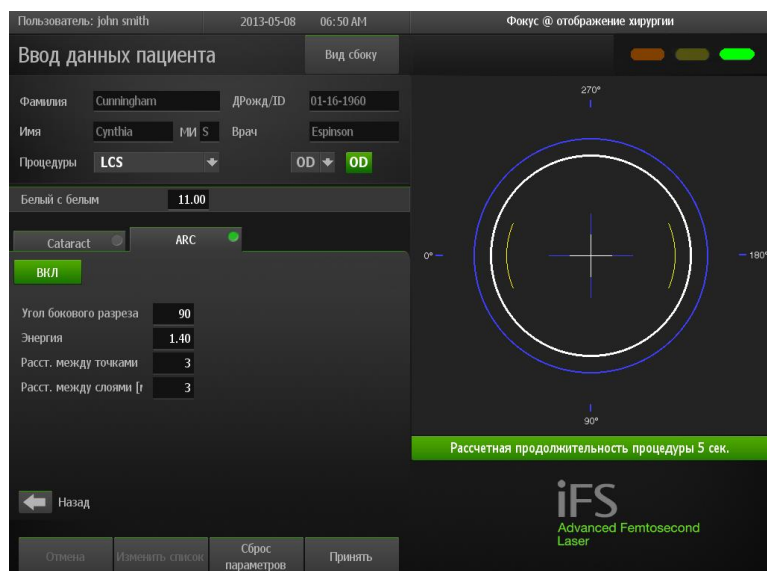 Пользователь: john smith 2013-05-08 06:50 AM Фокус @ отображение хирургии
Ввод данных пациента Вид сбоку
Фамилия Cunningham ДРожд/ID 01-16-1960
Имя Cynthia МИ S Врач Espinson
Процедуры LCS OD OD
Белый с белым 11.00
Cataract ARC
ВКЛ
Угол бокового разреза 90
Энергия 1.40
Расст. между точками 3
Расст. между слоями [г 3
270°
0° 180°
90°
Рассчетная продолжительность процедуры 5 сек.
iFS
Advanced Femtosecond
Laser
Назад
Отмена Изменить список Сброс параметров Принять